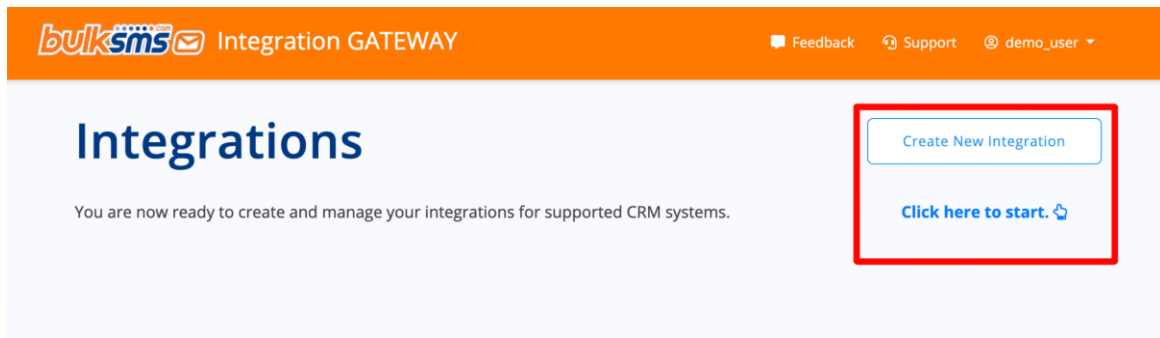 bulksms.com Integration GATEWAY
Feedback Support demo_user
Integrations
Create New Integration
You are now ready to create and manage your integrations for supported CRM systems.
Click here to start.